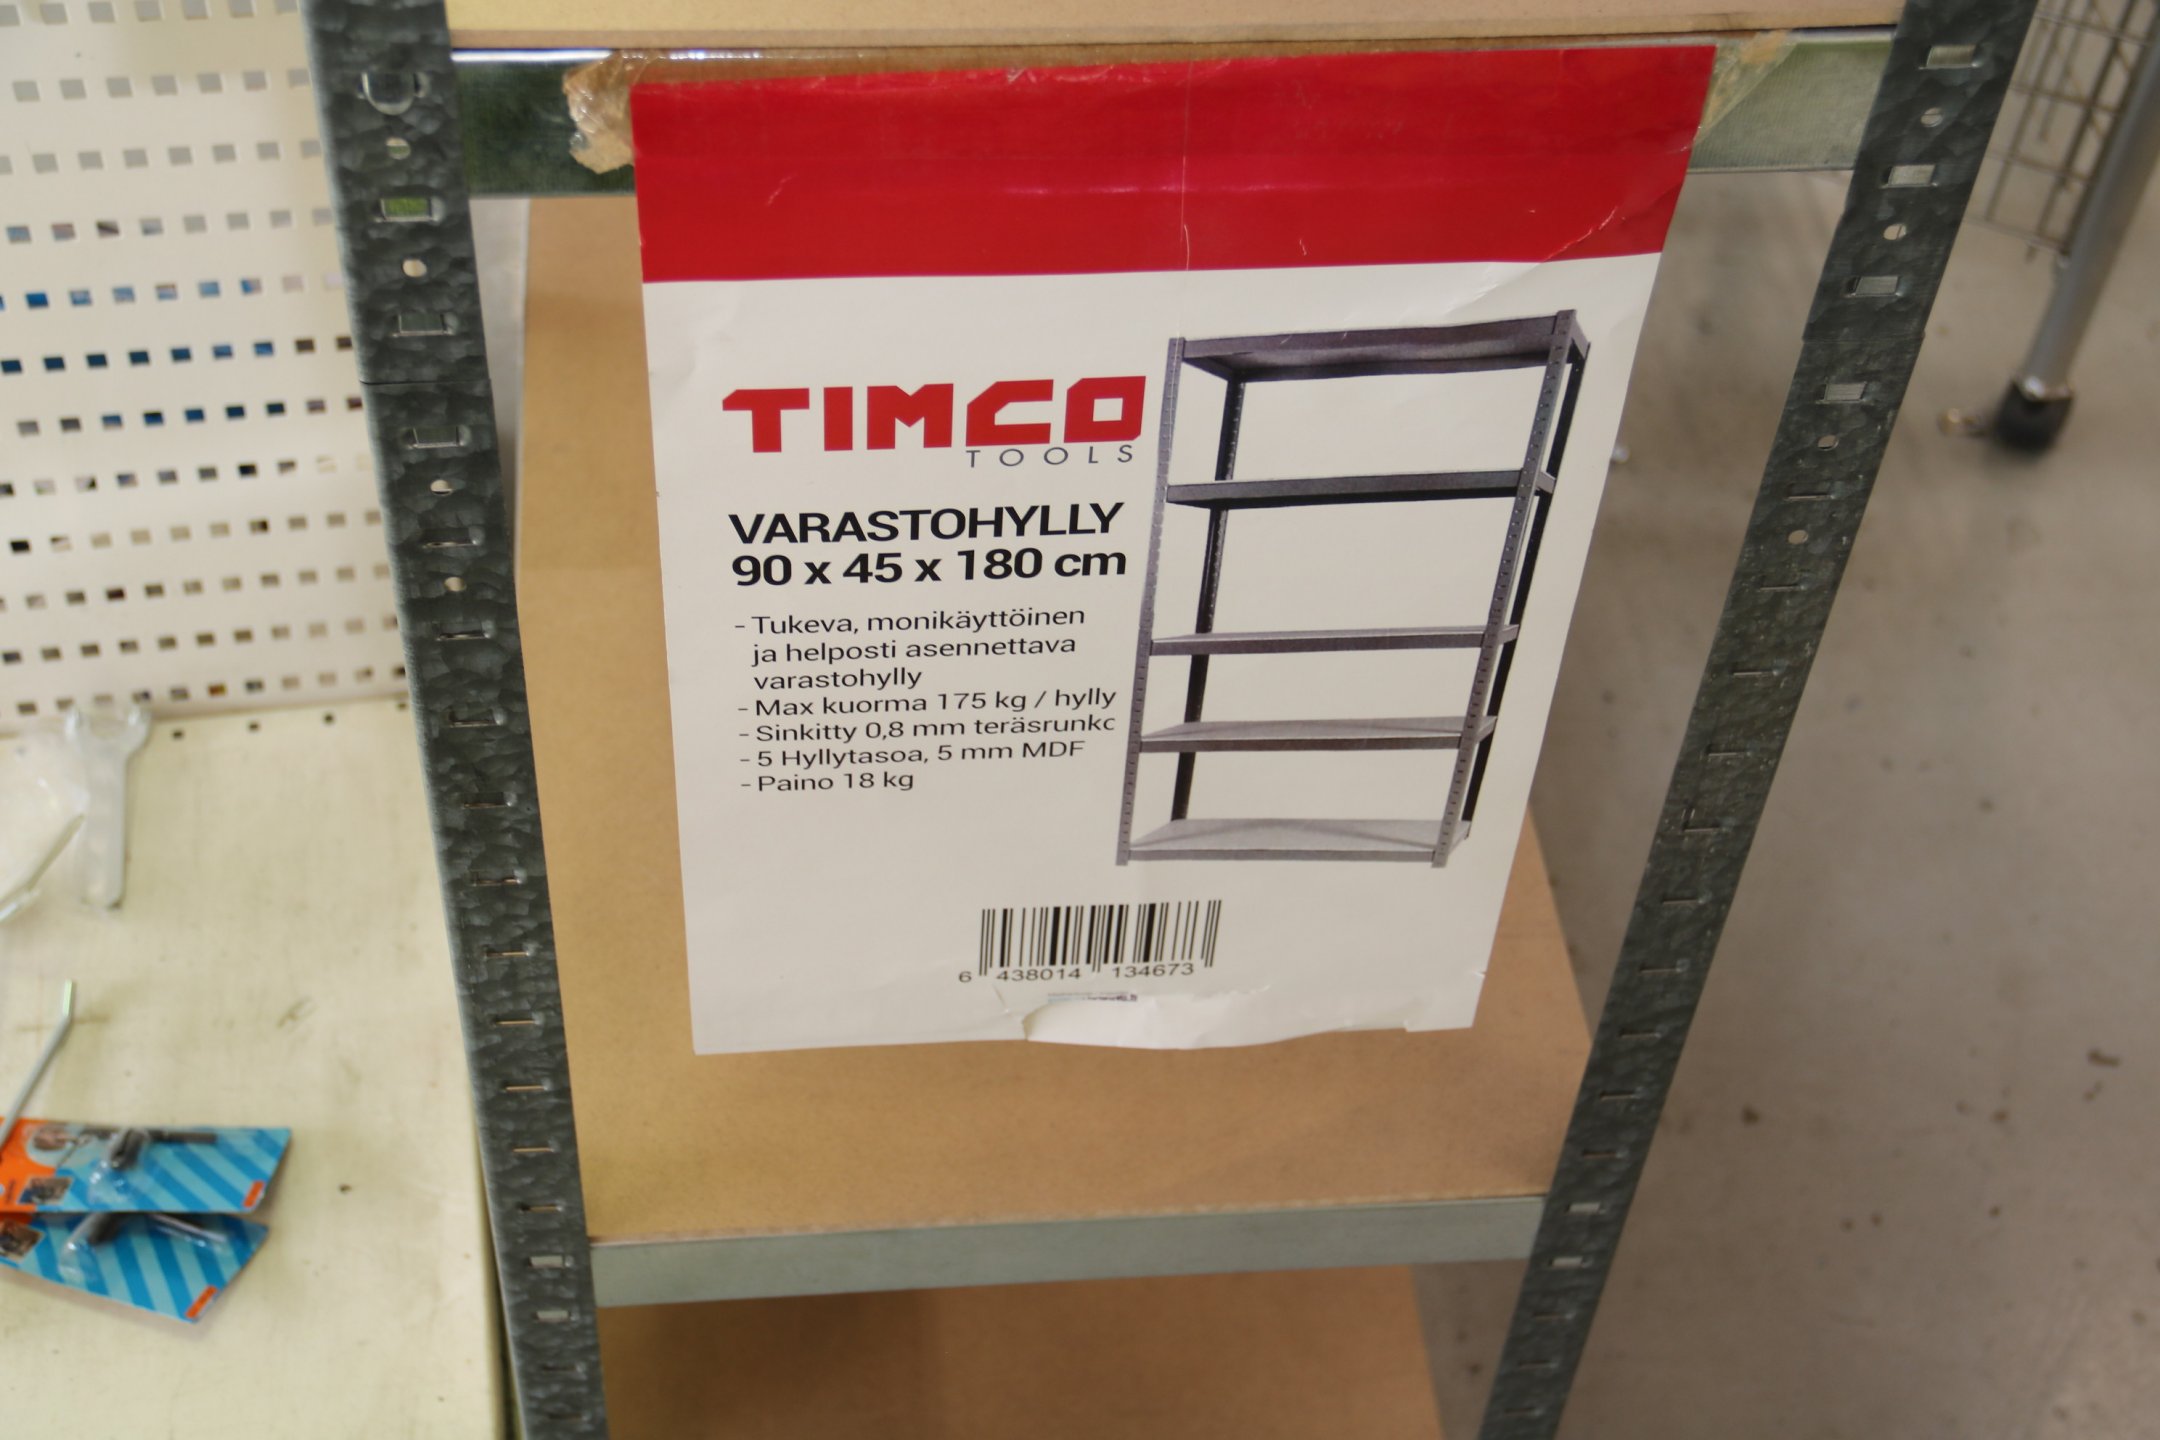 TIMCO
TOOLS
VARASTOHYLLY
90 x 45 x 180 cm
- Tukeva, monikäyttöinen
ja helposti asennettava
varastohylly
- Max kuorma 175 kg / hylly
- Sinkitty 0,8 mm teräsrunko
- 5 Hyllytasoa, 5 mm MDF
- Paino 18 kg
6 438014 134673